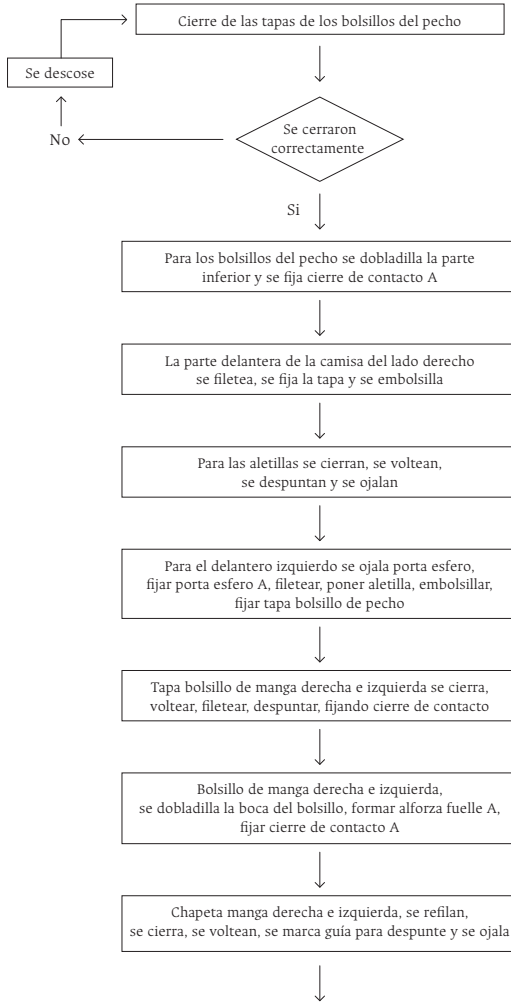 Cierre de las tapas de los bolsillos del pecho
Se descose
No
Se cerraron
correctamente
Si
Para los bolsillos del pecho se dobladilla la parte
inferior y se fija cierre de contacto A
La parte delantera de la camisa del lado derecho
se filetea, se fija la tapa y se embolsilla
Para las aletillas se cierran, se voltean,
se despuntan y se ojalan
Para el delantero izquierdo se ojala porta esfero,
fijar porta esfero A, filetear, poner aletilla, embolsillar,
fijar tapa bolsillo de pecho
Tapa bolsillo de manga derecha e izquierda se cierra,
voltear, filetear, despuntar, fijando cierre de contacto
Bolsillo de manga derecha e izquierda,
se dobladilla la boca del bolsillo, formar alforza fuelle A,
fijar cierre de contacto A
Chapeta manga derecha e izquierda, se refilan,
se cierra, se voltean, se marca guía para despunte y se ojala